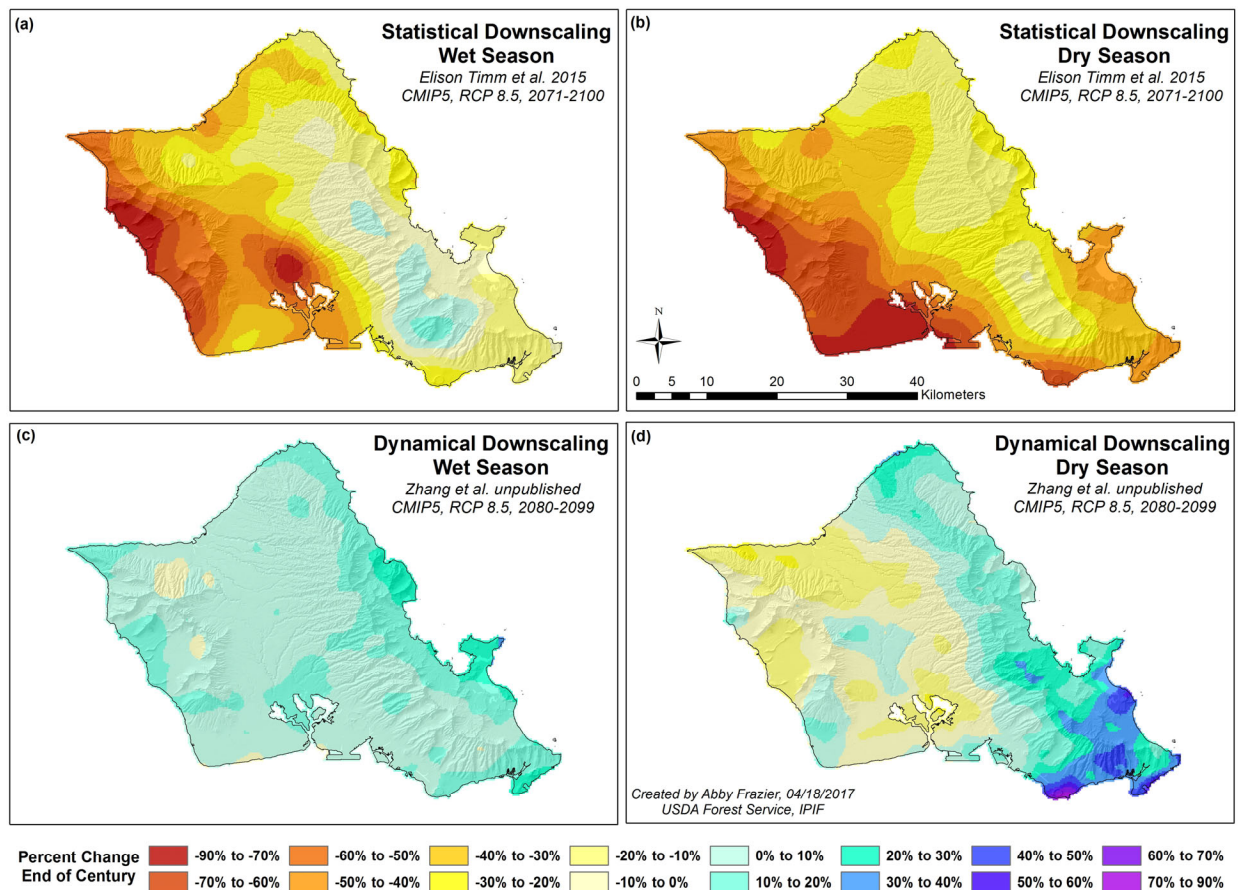 (a)
Statistical Downscaling
Wet Season
Elison Timm et al. 2015
CMIP5, RCP 8.5, 2071-2100
(b)
Statistical Downscaling
Dry Season
Elison Timm et al. 2015
CMIP5, RCP 8.5, 2071-2100
N
0 5 10 20 30 40
Kilometers
(c)
Dynamical Downscaling
Wet Season
Zhang et al. unpublished
CMIP5, RCP 8.5, 2080-2099
(d)
Dynamical Downscaling
Dry Season
Zhang et al. unpublished
CMIP5, RCP 8.5, 2080-2099
Created by Abby Frazier, 04/18/2017
USDA Forest Service, IPIF
Percent Change
End of Century
-90% to -70% -60% to -50% -40% to -30% -20% to -10% 0% to 10% 20% to 30% 40% to 50% 60% to 70%
-70% to -60% -50% to -40% -30% to -20% -10% to 0% 10% to 20% 30% to 40% 50% to 60% 70% to 90%